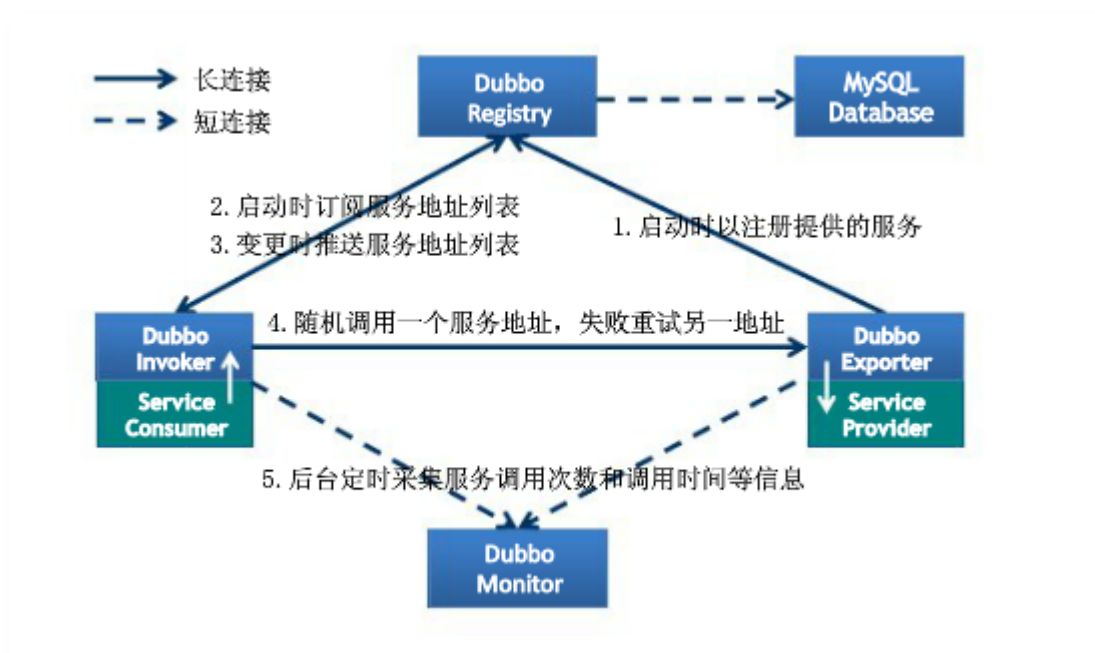 长连接
短连接
Dubbo
Registry
MySQL
Database
2.启动时订阅服务地址列表
3.变更时推送服务地址列表
1.启动时以注册提供的服务
4.随机调用一个服务地址，失败重试另一地址
Dubbo
Invoker
Service
Consumer
Dubbo
Exporter
Service
Provider
5.后台定时采集服务调用次数和调用时间等信息
Dubbo
Monitor